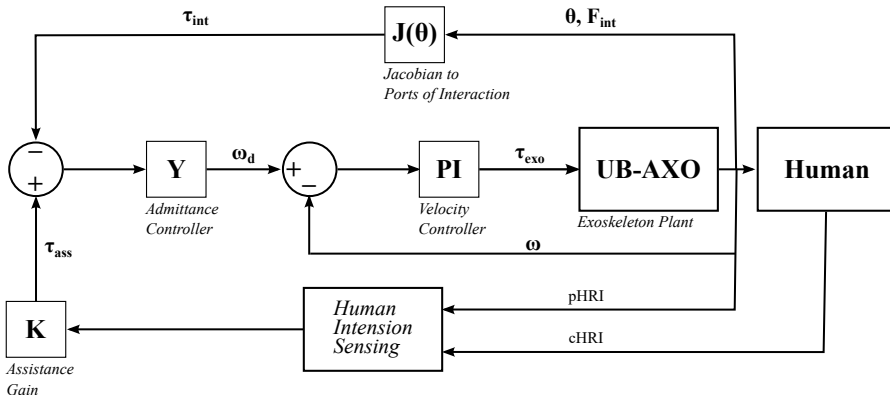 τint
θ, Fint
J(θ)
Jacobian to
Ports of Interaction
−
+
Y
Admittance
Controller
ωd
+
−
PI
Velocity
Controller
τexo
UB-AXO
Exoskeleton Plant
Human
ω
τass
K
Assistance
Gain
Human
Intension
Sensing
pHRI
cHRI